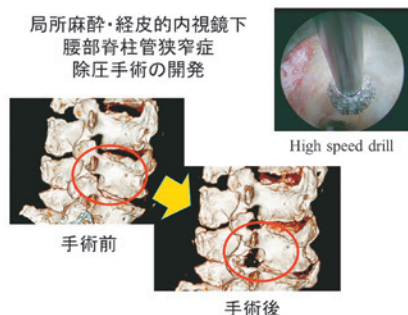 局所麻酔・経皮的内視鏡下
腰部脊柱管狭窄症
除圧手術の開発
High speed drill
手術前
手術後